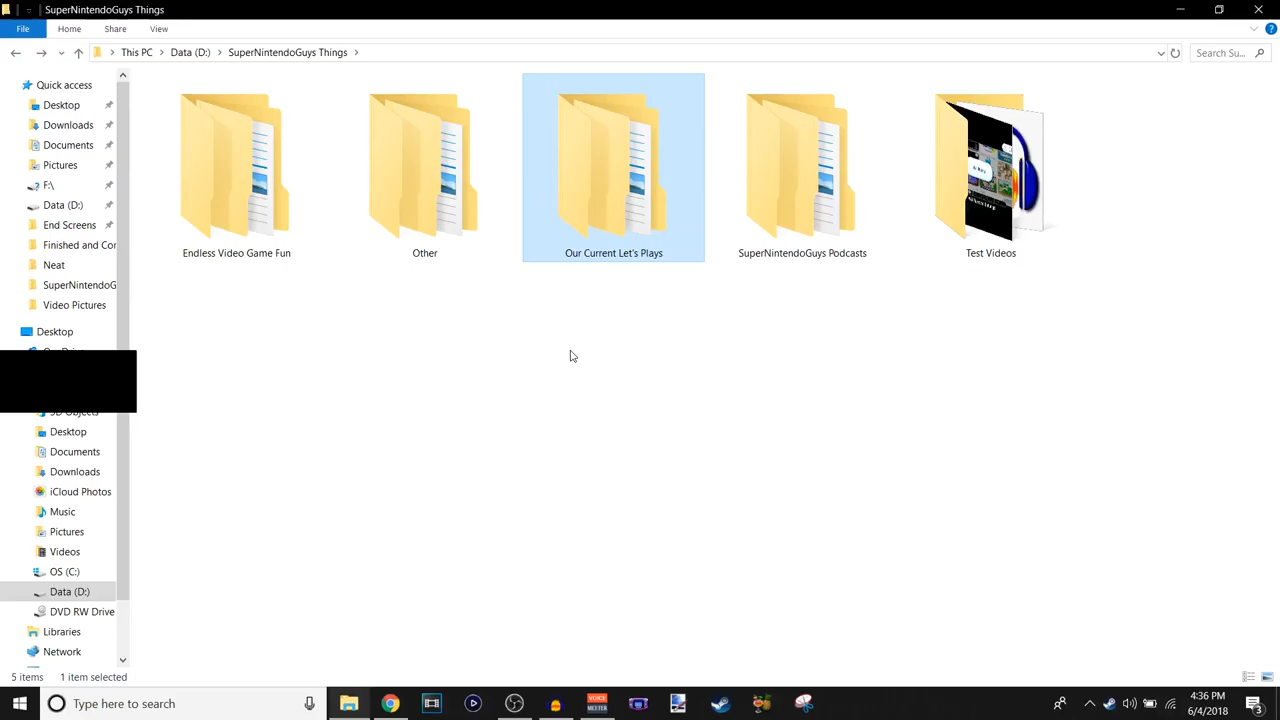 SuperNintendoGuys Things
File Home Share View
This PC Data (D:) SuperNintendoGuys Things
Search Su...
Quick access
Desktop
Downloads
Documents
Pictures
F:\
Data (D:)
End Screens
Finished and Cor
Neat
SuperNintendoG
Video Pictures
Desktop
3D Objects
Desktop
Documents
Downloads
iCloud Photos
Music
Pictures
Videos
OS (C:)
Data (D:)
DVD RW Drive
Libraries
Network
Endless Video Game Fun
Other
Our Current Let's Plays
SuperNintendoGuys Podcasts
Test Videos
5 items 1 item selected
Type here to search
VOICE
MEETER
4:36 PM
6/4/2018
3